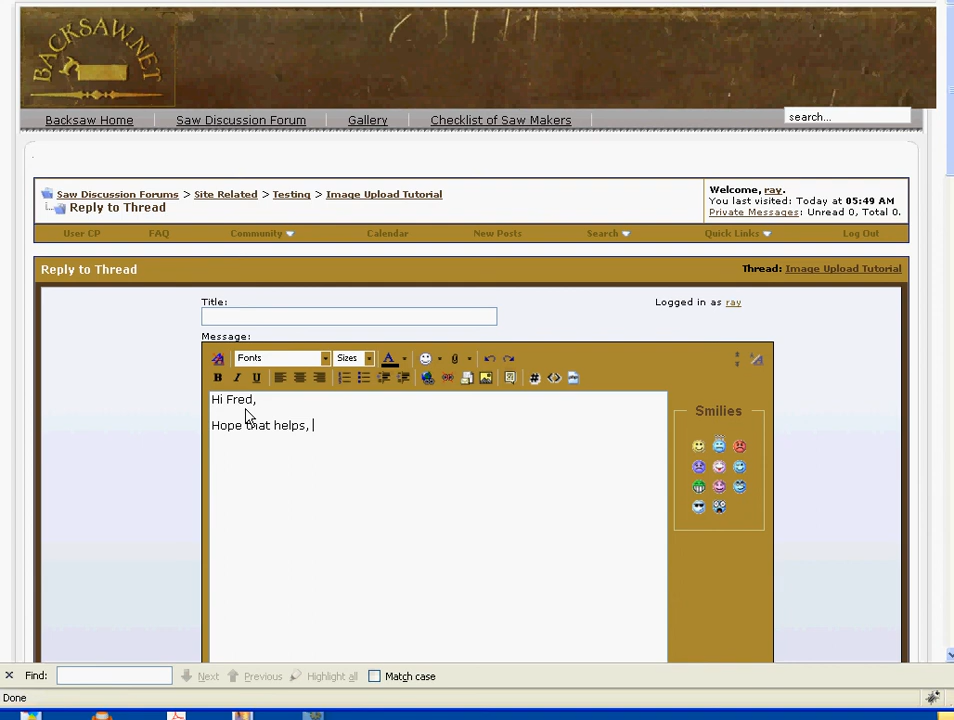 BACKSAW.NET
Backsaw Home
Saw Discussion Forum
Gallery
Checklist of Saw Makers
search...
Saw Discussion Forums > Site Related > Testing > Image Upload Tutorial
Reply to Thread
Welcome, ray.
You last visited: Today at 05:49 AM
Private Messages: Unread 0, Total 0.
User CP
FAQ
Community
Calendar
New Posts
Search
Quick Links
Log Out
Reply to Thread
Thread: Image Upload Tutorial
Title:
Logged in as ray
Message:
Fonts
Sizes
A
B I U
Hi Fred,
Hope that helps,
Smilies
Find:
Next
Previous
Highlight all
Match case
Done